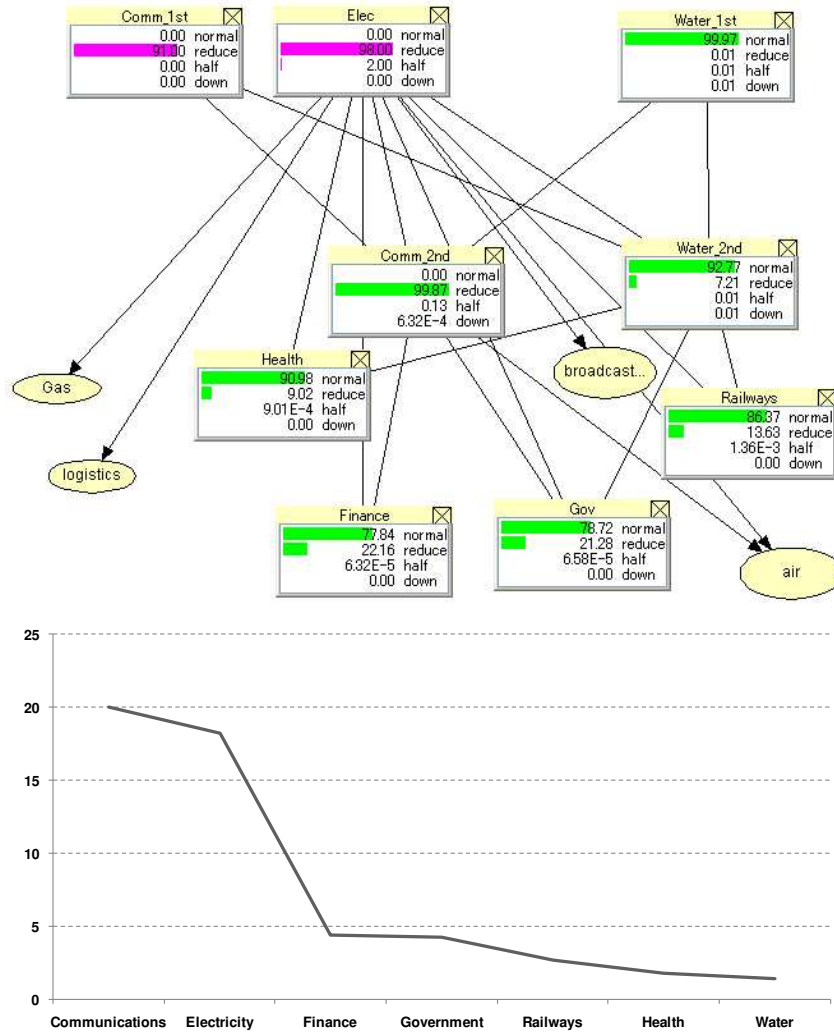 Comm_1st
0.00 normal
91.00 reduce
0.00 half
0.00 down
Elec
0.00 normal
98.00 reduce
2.00 half
0.00 down
Water_1st
99.97 normal
0.01 reduce
0.01 half
0.01 down
Comm_2nd
0.00 normal
99.87 reduce
0.13 half
6.32E-4 down
Water_2nd
92.77 normal
7.21 reduce
0.01 half
0.01 down
Health
90.98 normal
9.02 reduce
9.01E-4 half
0.00 down
broadcast...
Gas
Railways
86.37 normal
13.63 reduce
1.36E-3 half
0.00 down
logistics
Finance
77.84 normal
22.16 reduce
6.32E-5 half
0.00 down
Gov
78.72 normal
21.28 reduce
6.58E-5 half
0.00 down
air
25
20
15
10
5
0
Communications Electricity Finance Government Railways Health Water